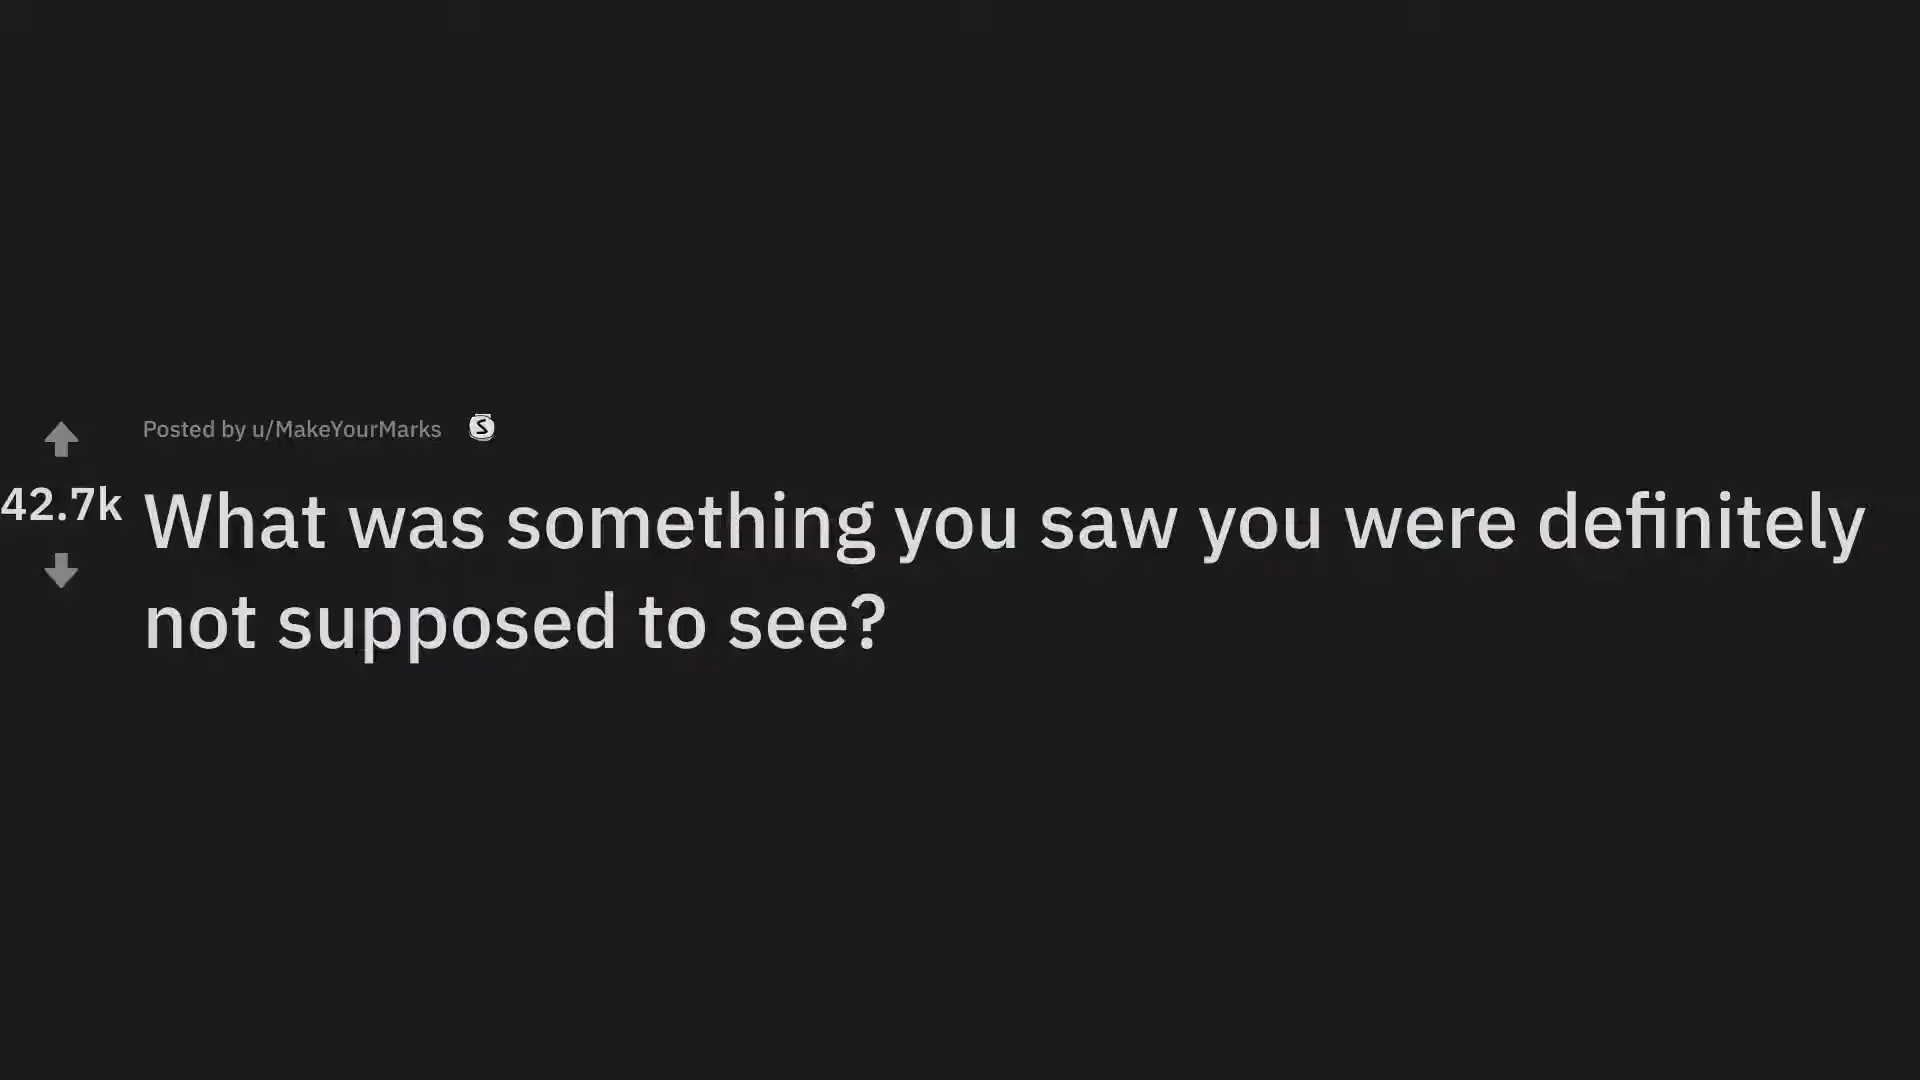 Posted by u/MakeYourMarks
42.7k
What was something you saw you were definitely
not supposed to see?